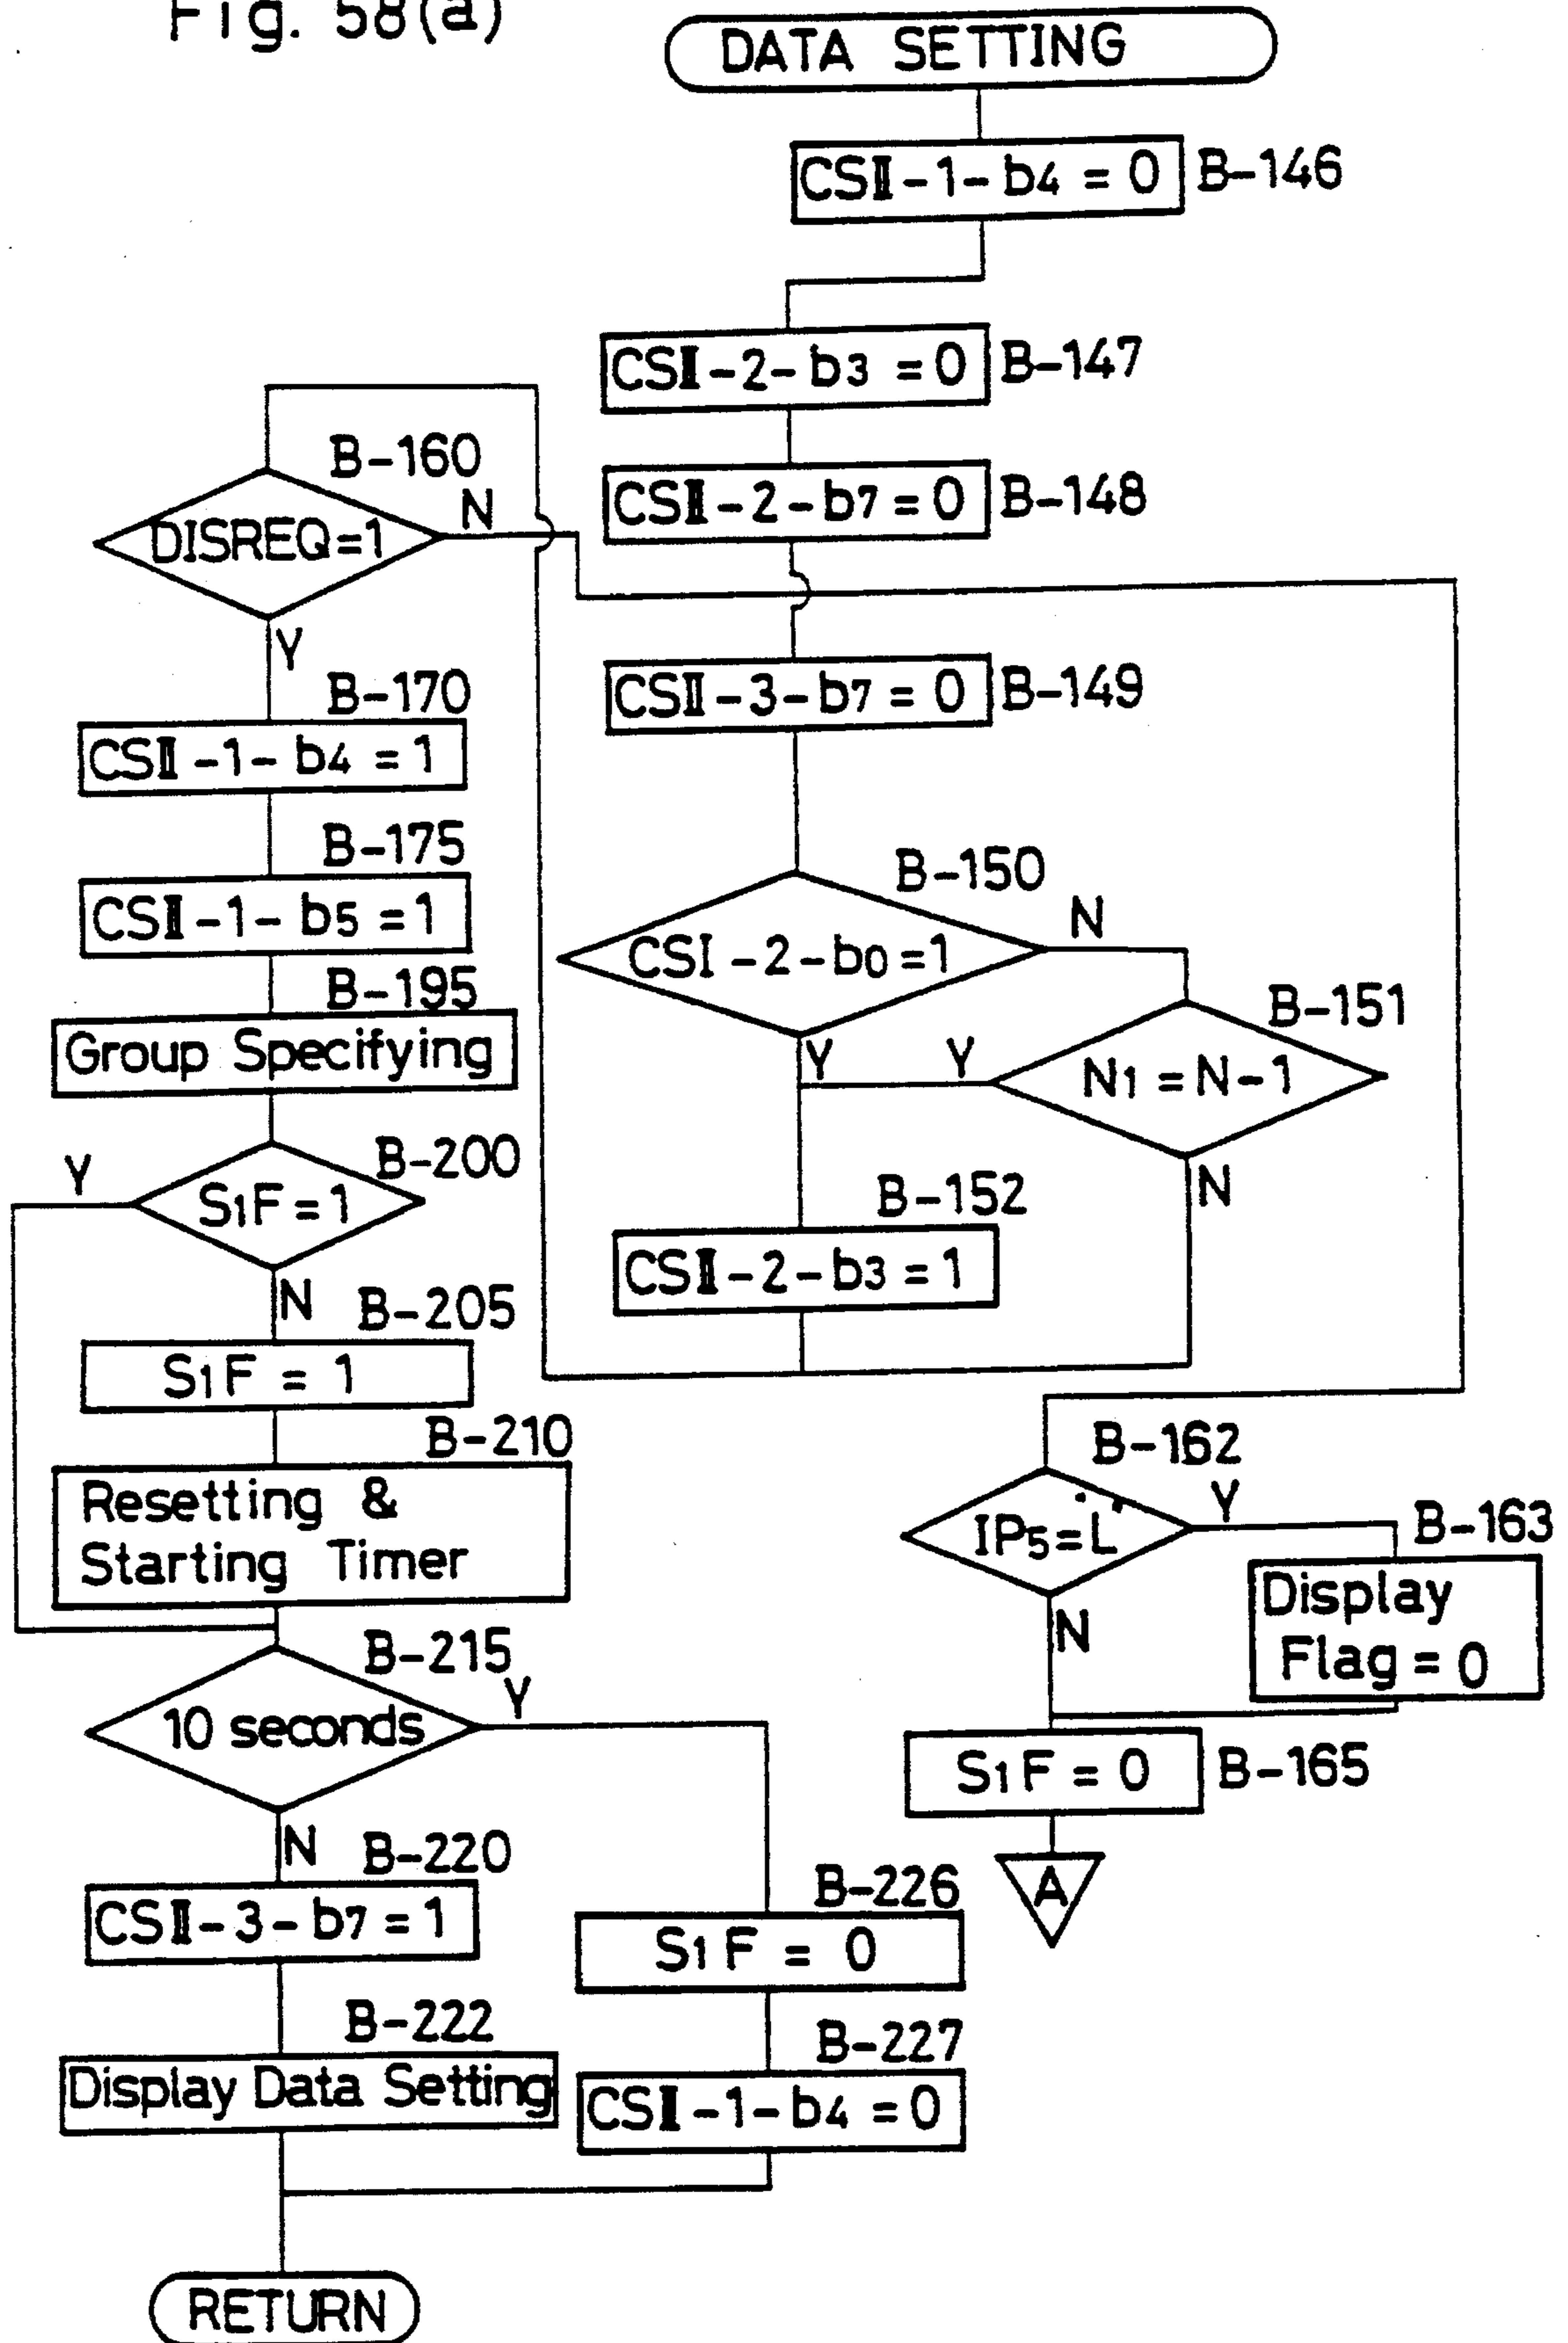 Fig. 58(a)
DATA SETTING
CSⅡ-1-b4 = 0 B-146
CSⅡ-2-b3 = 0 B-147
CSⅡ-2-b7 = 0 B-148
CSⅡ-3-b7 = 0 B-149
B-150
CSI-2-b0 = 1
N
Y
B-151
N1 = N-1
Y
N
B-152
CSⅡ-2-b3 = 1
B-160
DISREQ=1
N
Y
B-170
CSⅡ-1-b4 = 1
B-175
CSⅡ-1-b5 = 1
B-195
Group Specifying
B-200
S1F = 1
Y
N
B-205
S1F = 1
B-210
Resetting &
Starting Timer
B-215
10 seconds
Y
N
B-220
CSⅡ-3-b7 = 1
B-222
Display Data Setting
B-226
S1F = 0
B-227
CSⅡ-1-b4 = 0
RETURN
B-162
IP5="L"
Y
N
B-163
Display
Flag = 0
S1F = 0 B-165
A